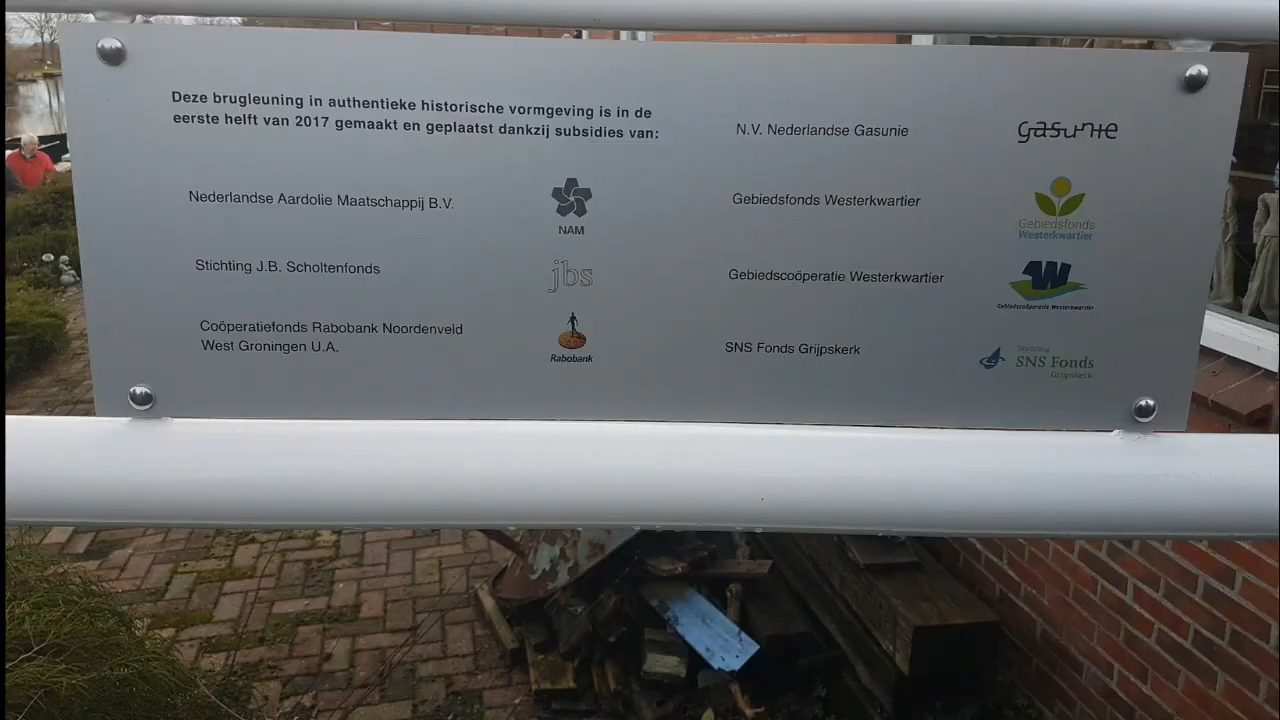 Deze brugleuning in authentieke historische vormgeving is in de
eerste helft van 2017 gemaakt en geplaatst dankzij subsidies van:
Nederlandse Aardolie Maatschappij B.V.
NAM
Stichting J.B. Scholtenfonds
jbs
Coöperatiefonds Rabobank Noordenveld
West Groningen U.A.
Rabobank
N.V. Nederlandse Gasunie
gasunie
Gebiedsfonds Westerkwartier
Gebiedsfonds
Westerkwartier
Gebiedscoöperatie Westerkwartier
W
Gebiedscoöperatie Westerkwartier
SNS Fonds Grijpskerk
Stichting
SNS Fonds
Grijpskerk